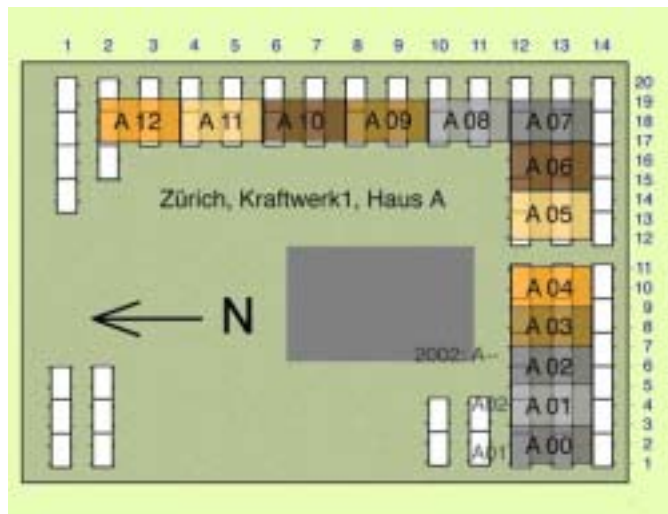 1 2 3 4 5 6 7 8 9 10 11 12 13 14
20
19
A 12 A 11 A 10 A 09 A 08 A 07 18
17
A 06 16
15
Zürich, Kraftwerk1, Haus A 14
A 05 13
12
11
A 04 10
9
N A 03 8
7
2002: A-- A 02 6
5
A02 A 01 4
3
A01 A 00 2
1